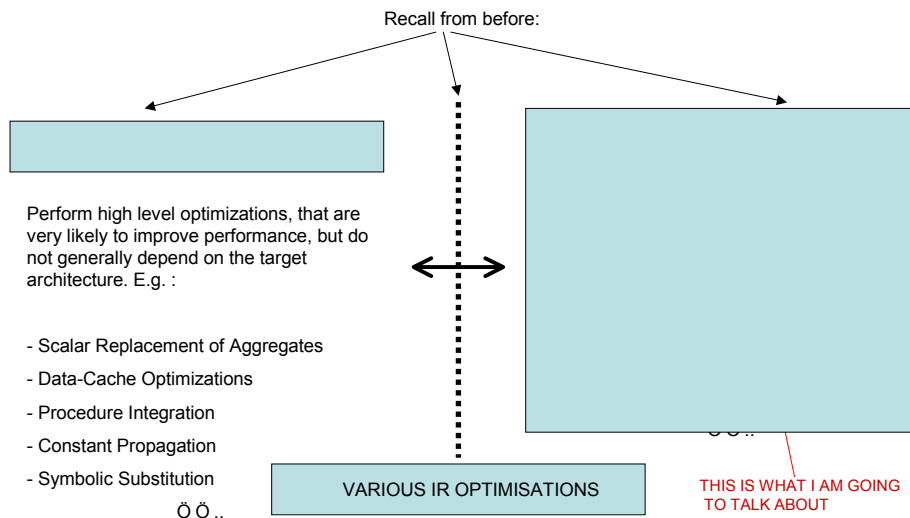 Recall from before:
Perform high level optimizations, that are
very likely to improve performance, but do
not generally depend on the target
architecture. E.g. :
- Scalar Replacement of Aggregates
- Data-Cache Optimizations
- Procedure Integration
- Constant Propagation
- Symbolic Substitution
Ö Ö ..
VARIOUS IR OPTIMISATIONS
THIS IS WHAT I AM GOING
TO TALK ABOUT